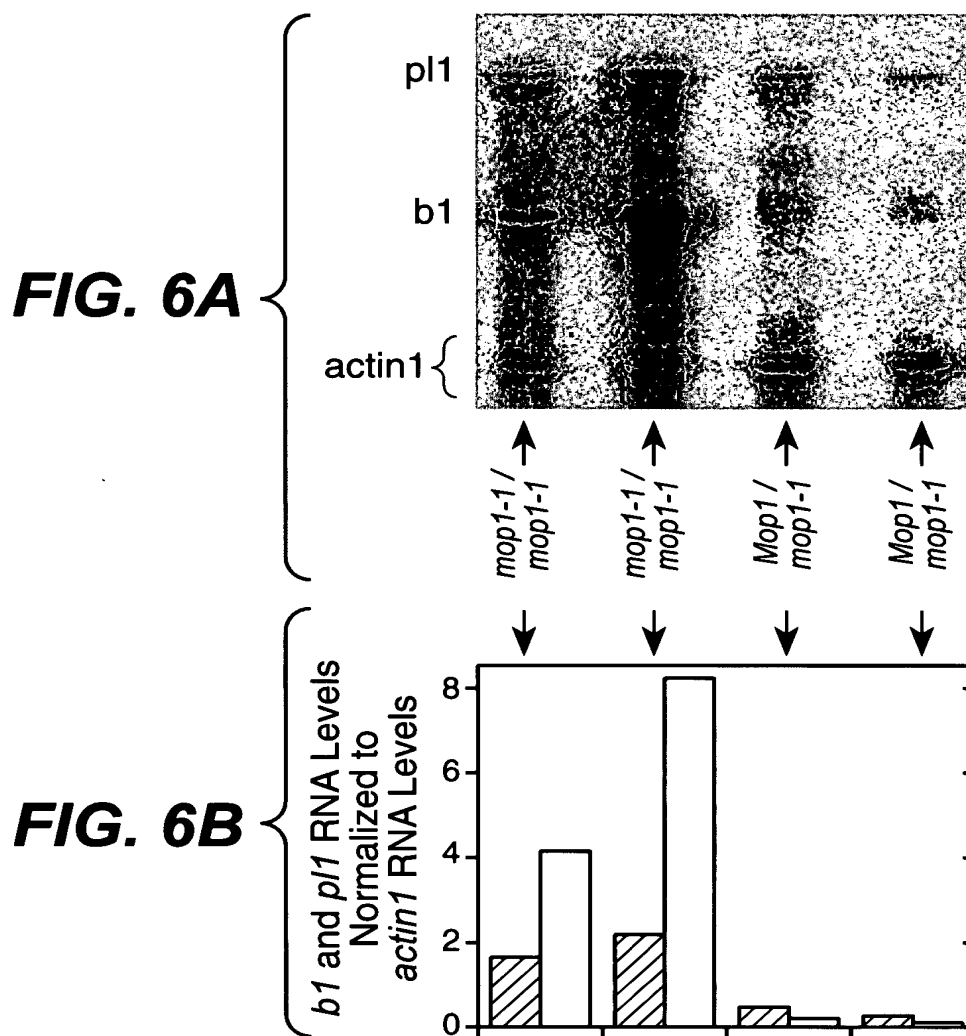 FIG. 6A
pl1
b1
actin1
mop1-1/
mop1-1
mop1-1/
mop1-1
Mop1/
mop1-1
Mop1/
mop1-1
FIG. 6B
b1 and pl1 RNA Levels
Normalized to
actin1 RNA Levels
8
6
4
2
0